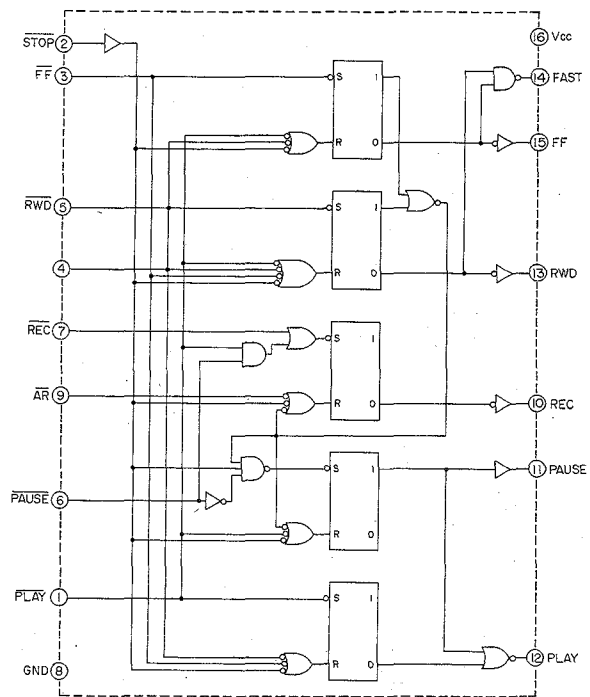 16 Vcc
STOP 2
FF 3
S 1
14 FAST
R 0
15 FF
RWD 5
S 1
4
R 0
13 RWD
REC 7
S 1
AR 9
R 0
10 REC
S 1
11 PAUSE
PAUSE 6
R 0
PLAY 1
S 1
12 PLAY
GND 8
R 0